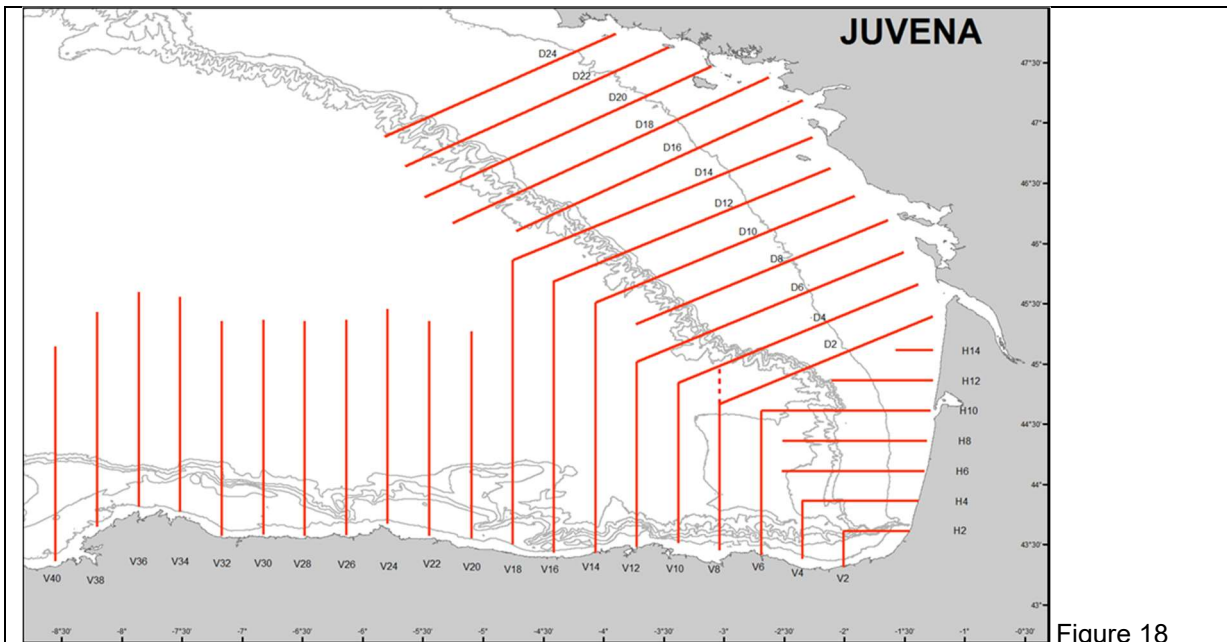 JUVENA
D24
47°30'
D22
D20
47°
D18
D16
46°30'
D14
D12
46°
D10
D8
45°30'
D6
D4
D2
H14
45°
H12
H10
44°30'
H8
H6
44°
H4
H2
43°30'
V40 V38 V36 V34 V32 V30 V28 V26 V24 V22 V20 V18 V16 V14 V12 V10 V8 V6 V4 V2
43°
-8°30' -8° -7°30' -7° -6°30' -6° -5°30' -5° -4°30' -4° -3°30' -3° -2°30' -2° -1°30' -1° -0°30'
Figure 18